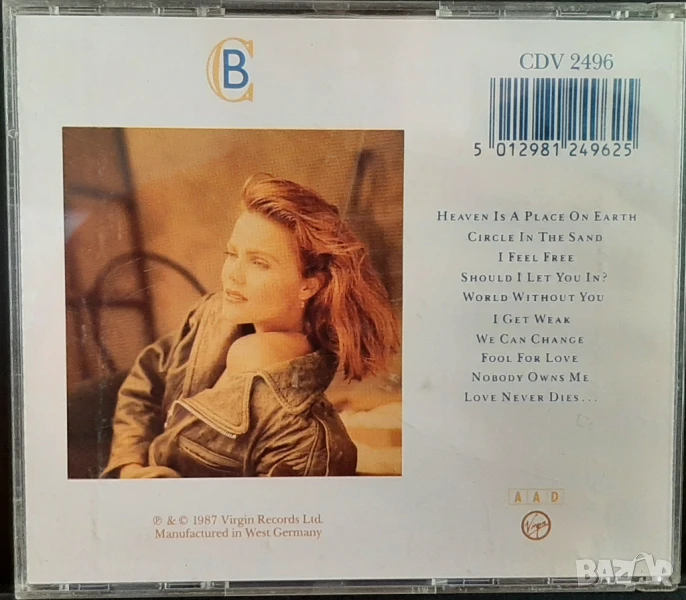 CB
CDV 2496
5 012981 249625
HEAVEN IS A PLACE ON EARTH
CIRCLE IN THE SAND
I FEEL FREE
SHOULD I LET YOU IN?
WORLD WITHOUT YOU
I GET WEAK
WE CAN CHANGE
FOOL FOR LOVE
NOBODY OWNS ME
LOVE NEVER DIES...
AAD
Virgin
℗ & © 1987 Virgin Records Ltd.
Manufactured in West Germany
BAZAR